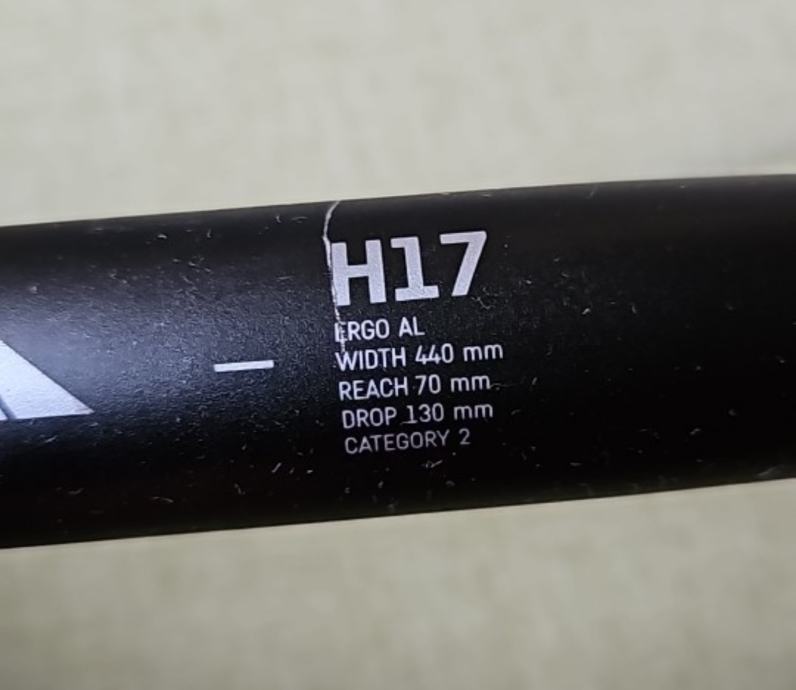 H17
ERGO AL
WIDTH 440 mm
REACH 70 mm
DROP 130 mm
CATEGORY 2